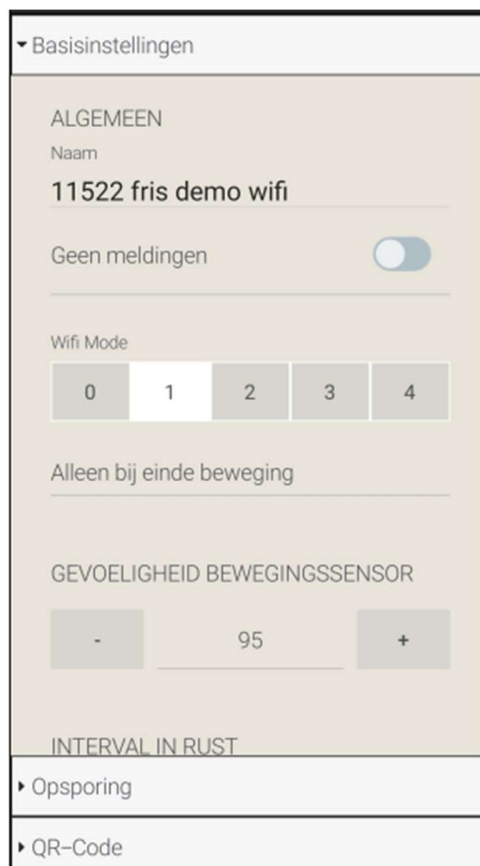 Basisinstellingen
ALGEMEEN
Naam
11522 fris demo wifi
Geen meldingen
Wifi Mode
0 1 2 3 4
Alleen bij einde beweging
GEVOELIGHEID BEWEGINGSSENSOR
- 95 +
INTERVAL IN RUST
Opsporing
QR-Code